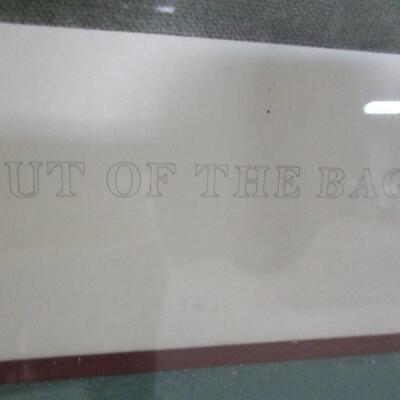 UT OF THE BAG